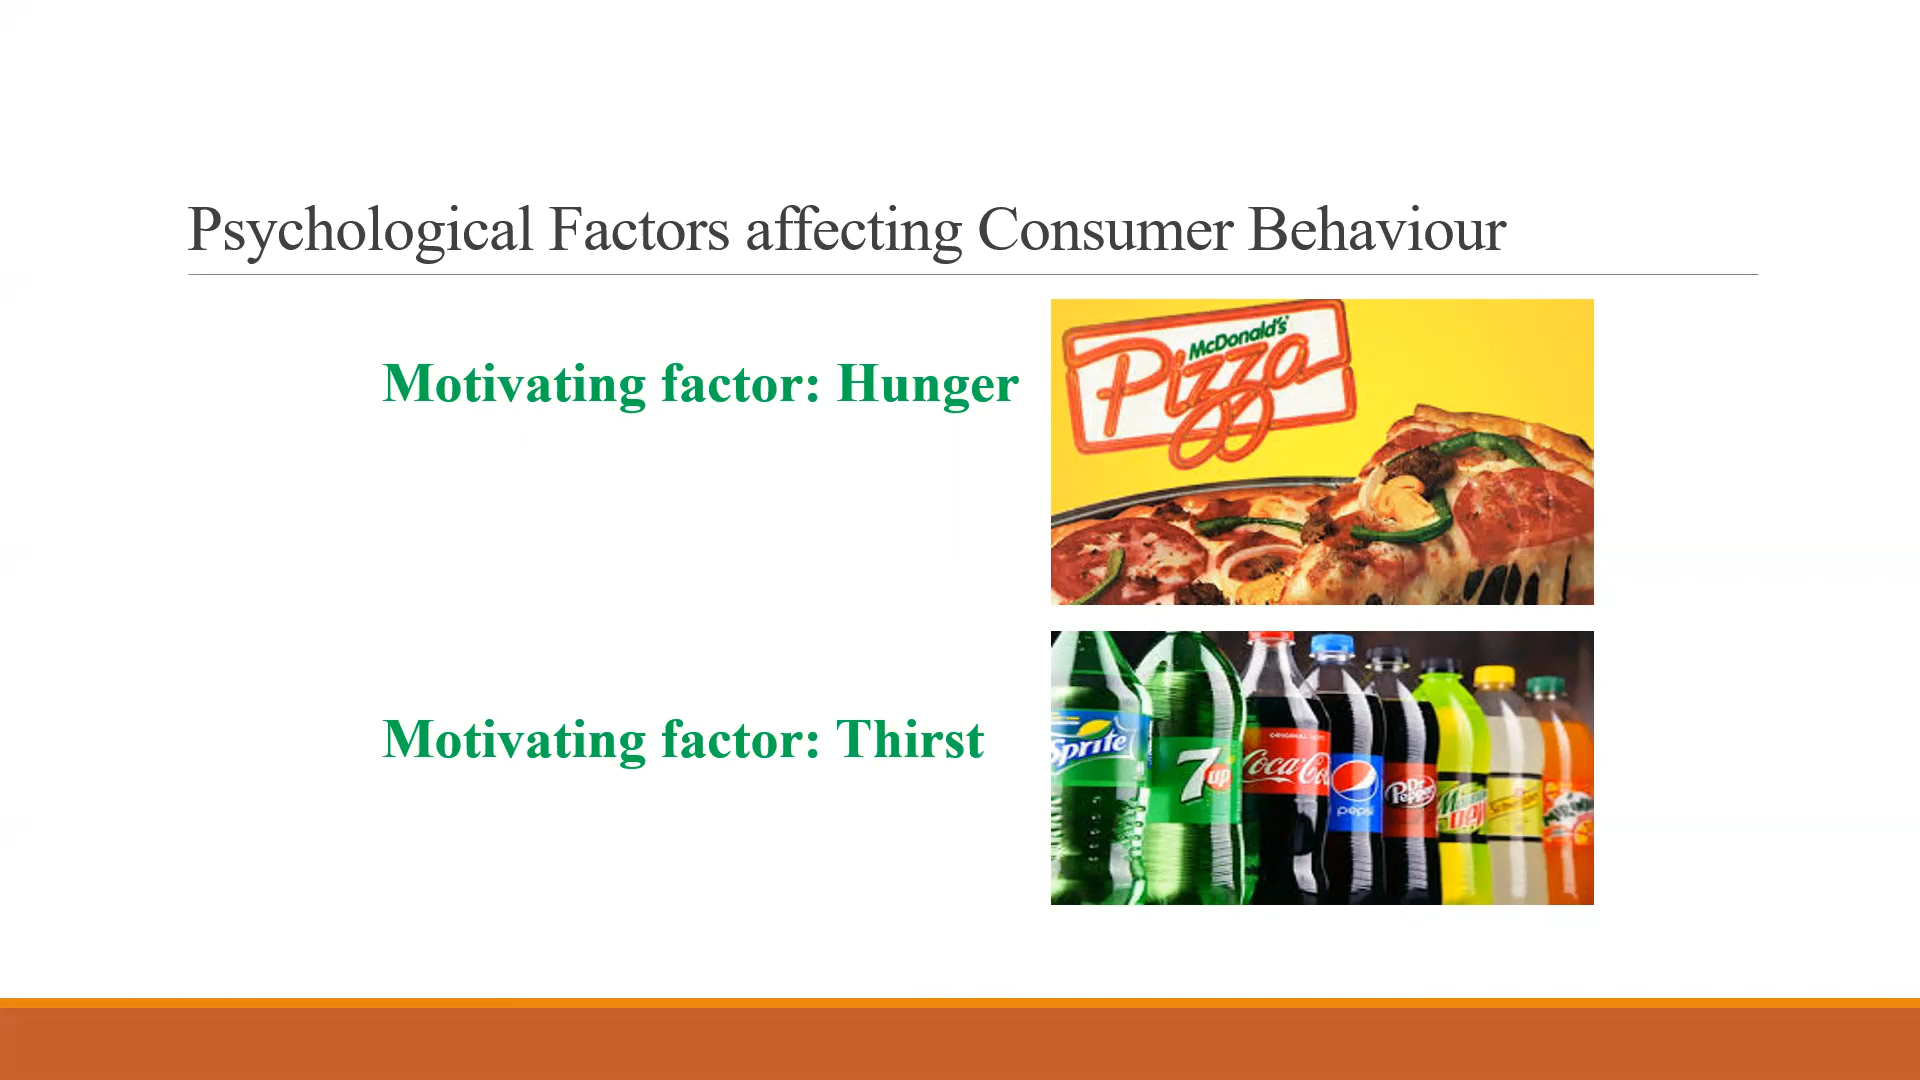 Psychological Factors affecting Consumer Behaviour
Motivating factor: Hunger
McDonald's
Pizza
Motivating factor: Thirst
Sprite
7up
ORIGINAL
Coca-Cola
pepsi
Dr Pepper